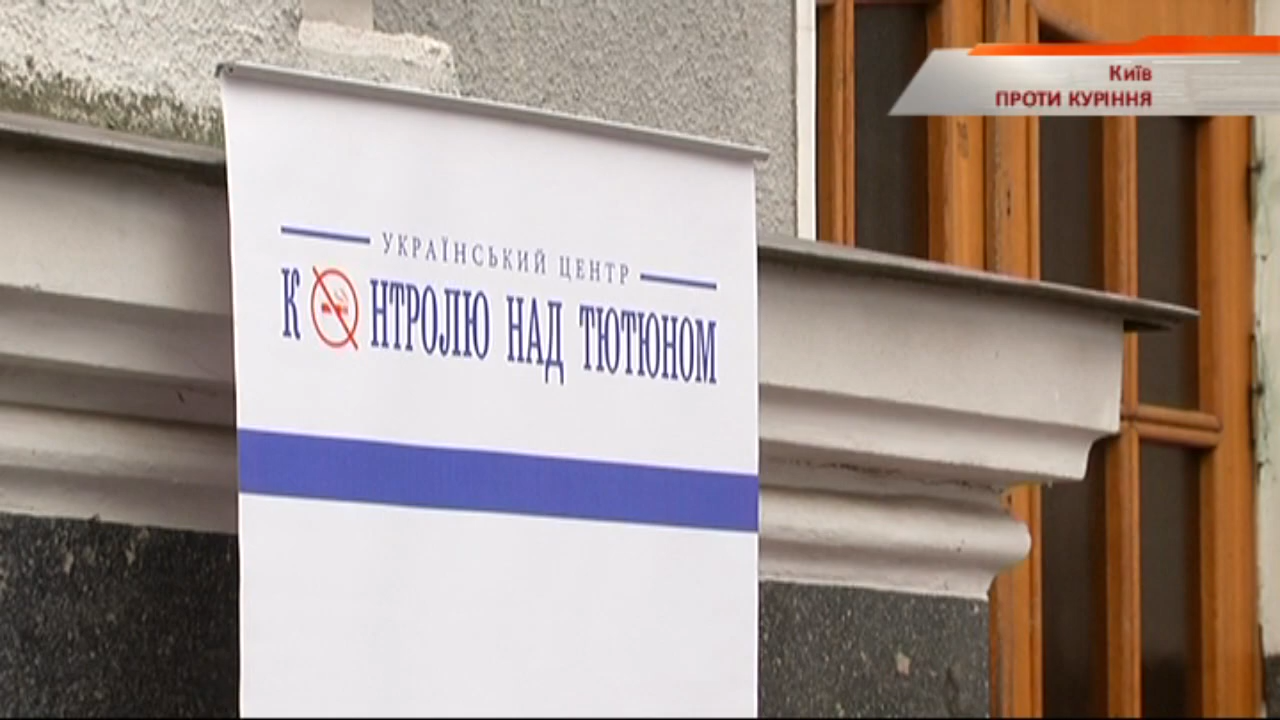 Київ
ПРОТИ КУРІННЯ
УКРАЇНСЬКИЙ ЦЕНТР
К НТРОЛЮ НАД ТЮТЮНОМ